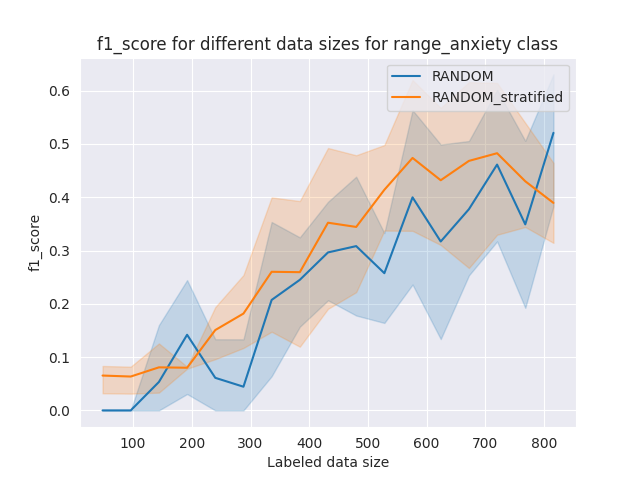 f1_score for different data sizes for range_anxiety class
RANDOM
RANDOM_stratified
0.6
0.5
0.4
0.3
0.2
0.1
0.0
f1_score
100 200 300 400 500 600 700 800
Labeled data size